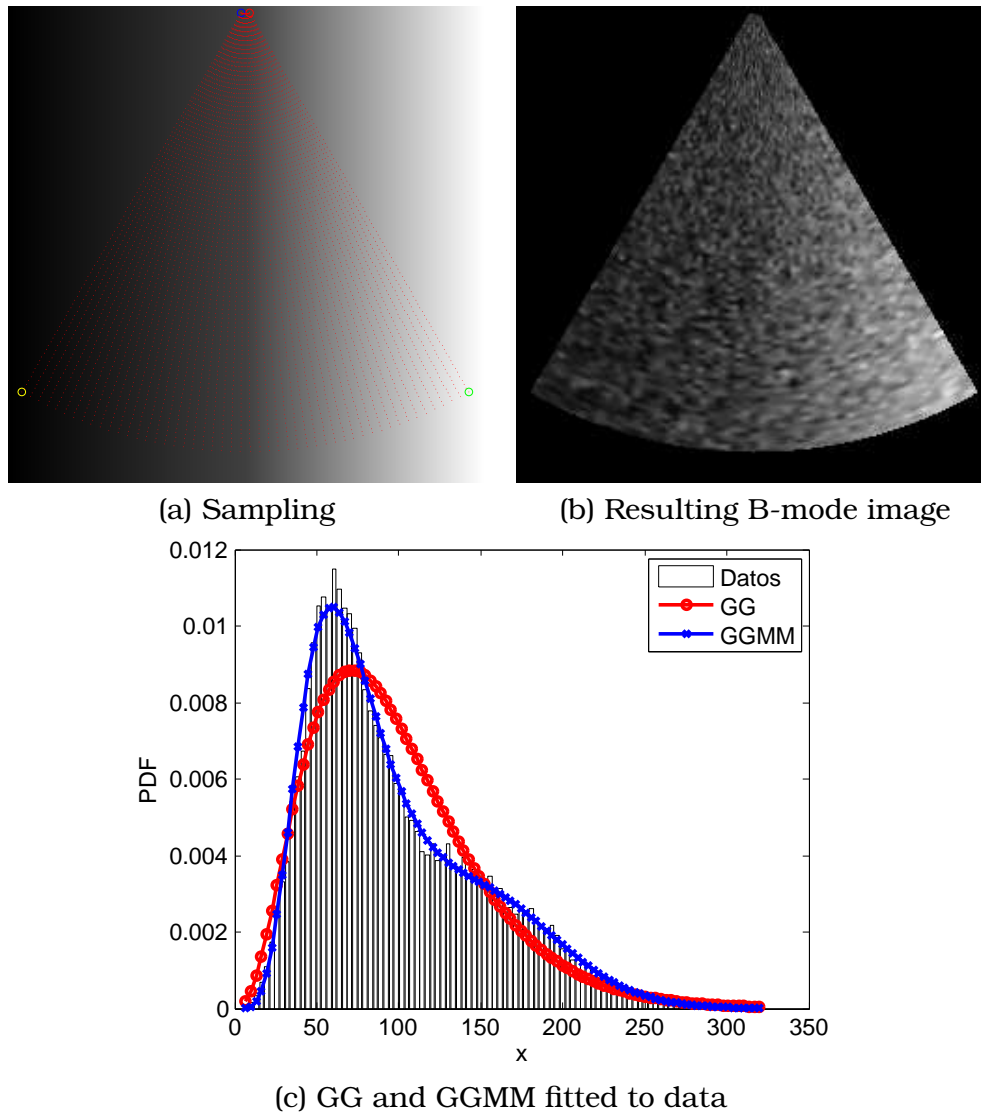 (a) Sampling
(b) Resulting B-mode image
0.012
0.01
0.008
0.006
0.004
0.002
0
PDF
Datos
GG
GGMM
0 50 100 150 200 250 300 350
x
(c) GG and GGMM fitted to data